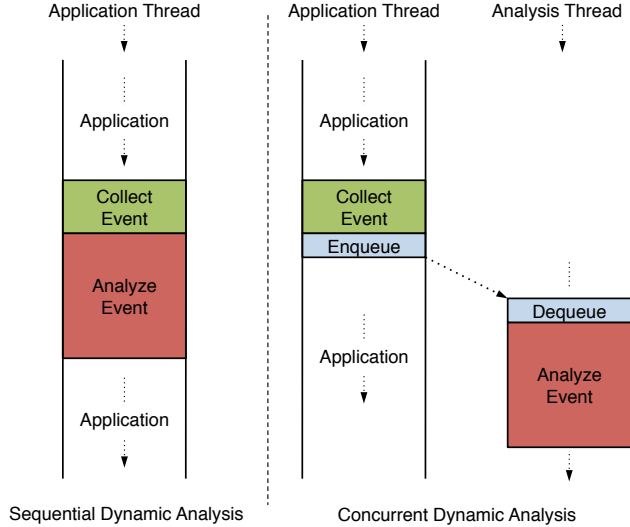 Application Thread
Application
Collect
Event
Analyze
Event
Application
Sequential Dynamic Analysis
Application Thread
Analysis Thread
Application
Collect
Event
Enqueue
Dequeue
Application
Analyze
Event
Concurrent Dynamic Analysis